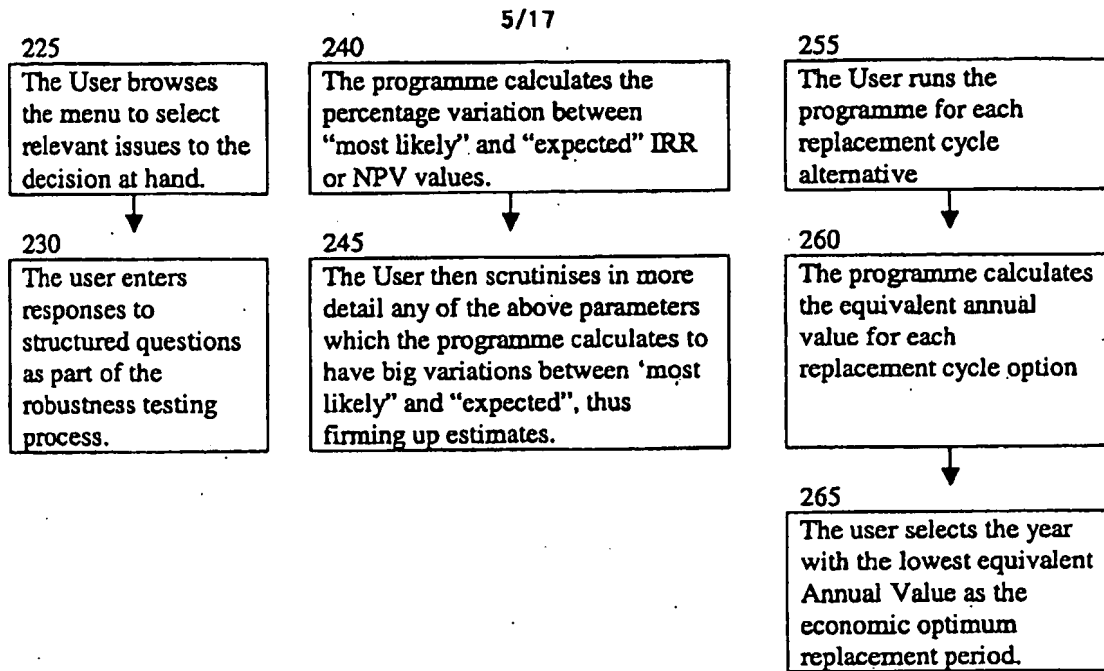 5/17
225
The User browses
the menu to select
relevant issues to the
decision at hand.
230
The user enters
responses to
structured questions
as part of the
robustness testing
process.
240
The programme calculates the
percentage variation between
“most likely” and “expected” IRR
or NPV values.
245
The User then scrutinises in more
detail any of the above parameters
which the programme calculates to
have big variations between ‘most
likely” and “expected”, thus
firming up estimates.
255
The User runs the
programme for each
replacement cycle
alternative
260
The programme calculates
the equivalent annual
value for each
replacement cycle option
265
The user selects the year
with the lowest equivalent
Annual Value as the
economic optimum
replacement period.